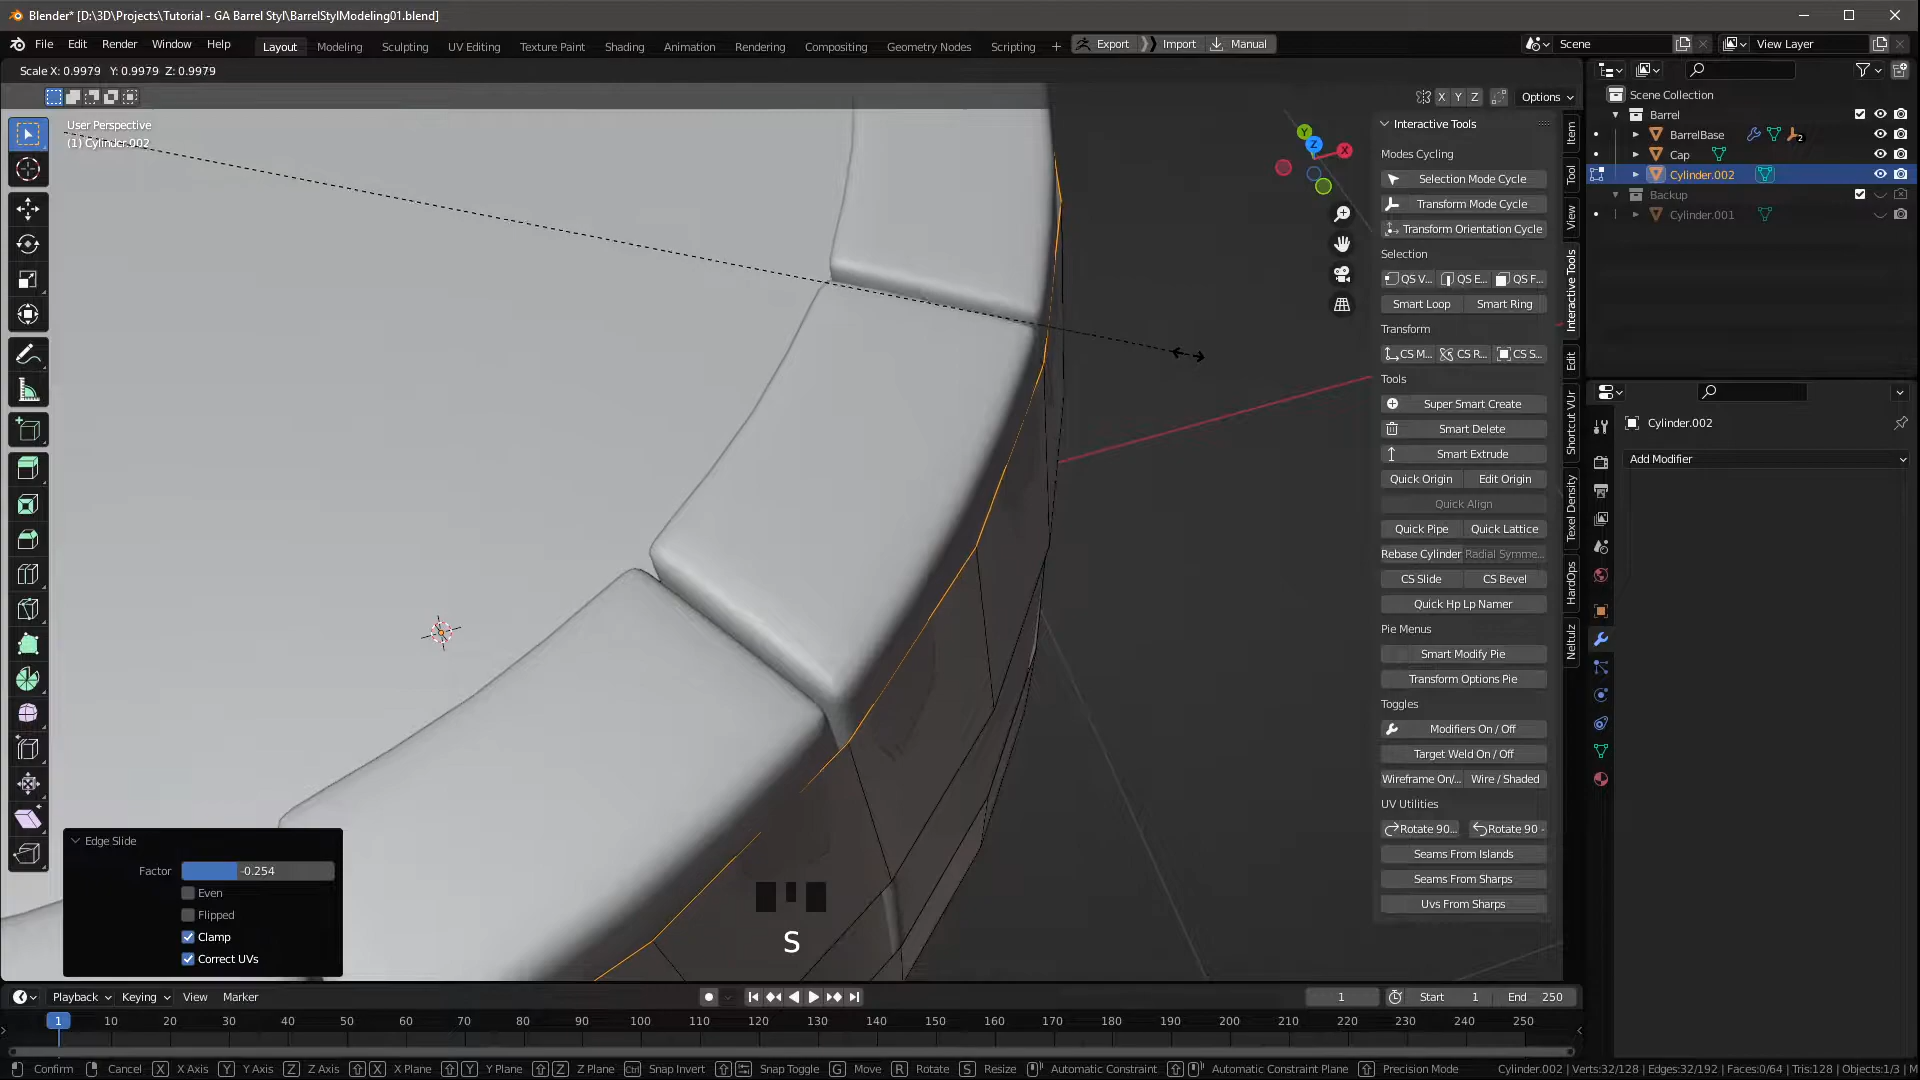 Blender* [D:\3D\Projects\Tutorial - GA Barrel Styl\BarrelStylModeling01.blend]
File Edit Render Window Help Layout Modeling Sculpting UV Editing Texture Paint Shading Animation Rendering Compositing Geometry Nodes Scripting + Export Import Manual Scene View Layer
Scale X: 0.9979 Y: 0.9979 Z: 0.9979
X Y Z Options
User Perspective
(1) Cylinder.002
Z Y X
Interactive Tools
Modes Cycling
Selection Mode Cycle
Transform Mode Cycle
Transform Orientation Cycle
Selection
QS V... QS E... QS F...
Smart Loop Smart Ring
Transform
CS M... CS R... CS S...
Tools
Super Smart Create
Smart Delete
Smart Extrude
Quick Origin Edit Origin
Quick Align
Quick Pipe Quick Lattice
Rebase Cylinder Radial Symme...
CS Slide CS Bevel
Quick Hp Lp Namer
Pie Menus
Smart Modify Pie
Transform Options Pie
Toggles
Modifiers On / Off
Target Weld On / Off
Wireframe On/... Wire / Shaded
UV Utilities
Rotate 90... Rotate 90 -
Seams From Islands
Seams From Sharps
Uvs From Sharps
Item
Tool
View
Interactive Tools
Edit
Shortcut VUr
Texel Density
HardOps
Neltulz
Scene Collection
Barrel
BarrelBase 2
Cap
Cylinder.002
Backup
Cylinder.001
Cylinder.002
Add Modifier
Edge Slide
Factor -0.254
Even
Flipped
Clamp
Correct UVs
S
Playback Keying View Marker 1 Start 1 End 250
1 10 20 30 40 50 60 70 80 90 100 110 120 130 140 150 160 170 180 190 200 210 220 230 240 250
Confirm Cancel X X Axis Y Y Axis Z Z Axis X X Plane Y Y Plane Z Z Plane Ctrl Snap Invert Snap Toggle G Move R Rotate S Resize Automatic Constraint Automatic Constraint Plane Precision Mode Cylinder.002 | Verts:32/128 | Edges:32/192 | Faces:0/64 | Tris:128 | Objects:1/3 | M